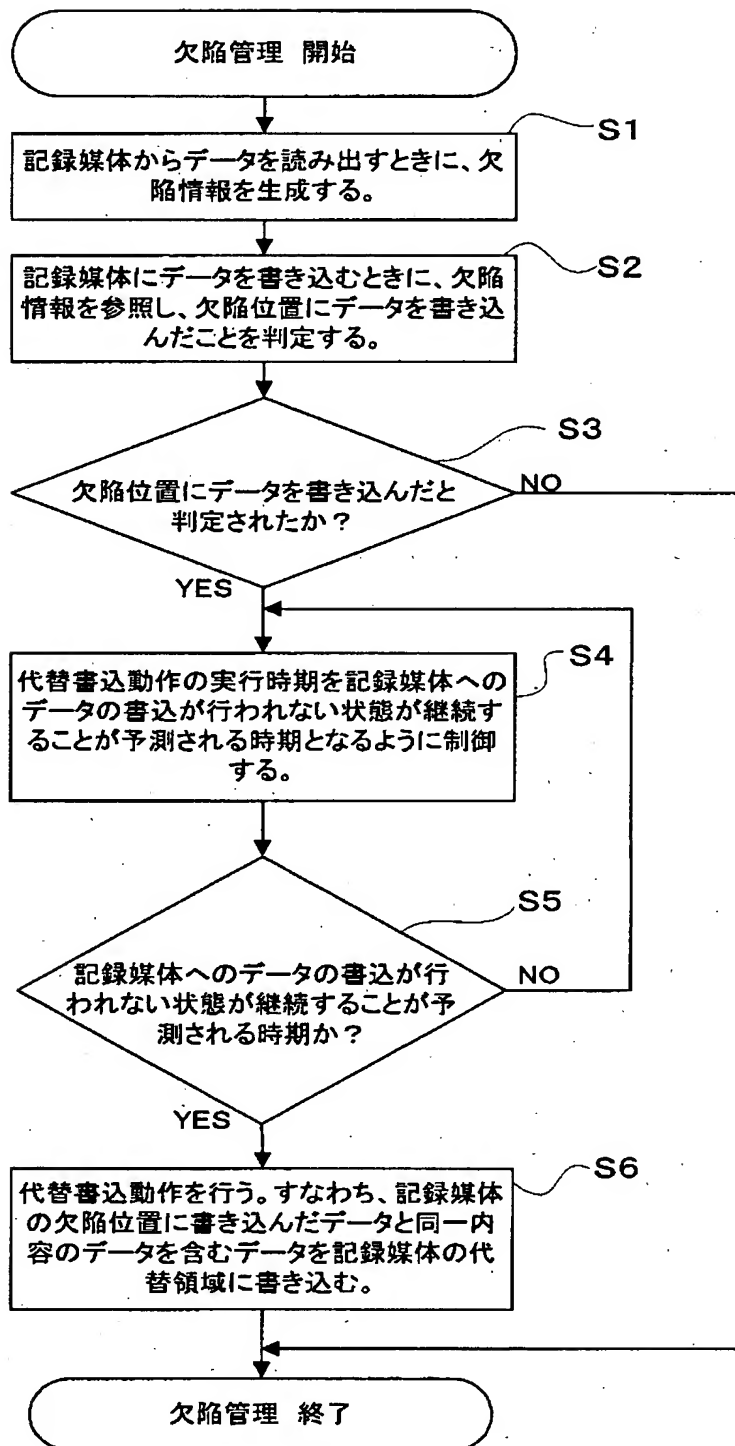 欠陥管理 開始
S1
記録媒体からデータを読み出すときに、欠
陥情報を生成する。
S2
記録媒体にデータを書き込むときに、欠陥
情報を参照し、欠陥位置にデータを書き込
んだことを判定する。
S3
欠陥位置にデータを書き込んだと
判定されたか？
NO
YES
S4
代替書込動作の実行時期を記録媒体への
データの書込が行われない状態が継続す
ることが予測される時期となるように制御
する。
S5
記録媒体へのデータの書込が行
われない状態が継続することが予
測される時期か？
NO
YES
S6
代替書込動作を行う。すなわち、記録媒体
の欠陥位置に書き込んだデータと同一内
容のデータを含むデータを記録媒体の代
替領域に書き込む。
欠陥管理 終了